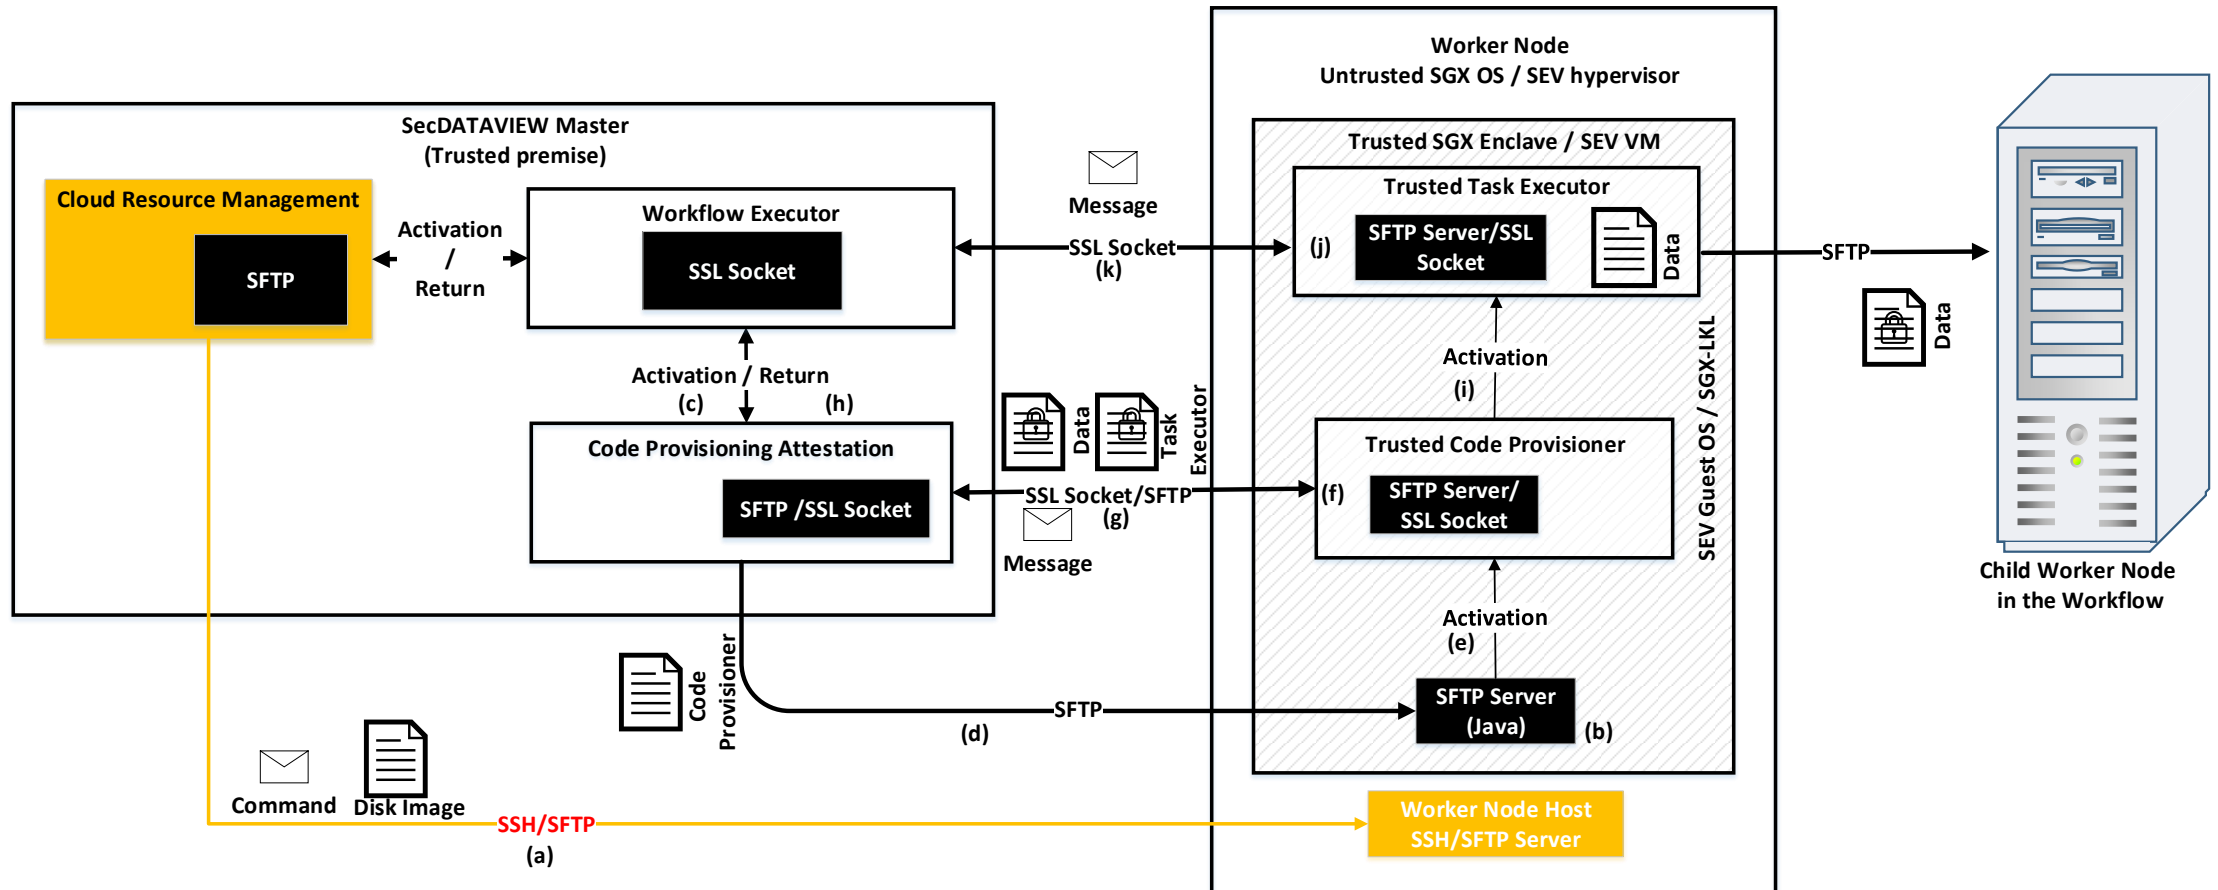 Worker Node
Untrusted SGX OS / SEV hypervisor
SecDATAVIEW Master
(Trusted premise)
Trusted SGX Enclave / SEV VM
Cloud Resource Management
SFTP
Activation
/
Return
Workflow Executor
SSL Socket
Message
SSL Socket
(k)
Trusted Task Executor
(j)
SFTP Server/SSL
Socket
Data
SFTP
Data
Activation / Return
(c)
(h)
Activation
(i)
SEV Guest OS / SGX-LKL
Code Provisioning Attestation
SFTP /SSL Socket
Data
Task
Executor
SSL Socket/SFTP
(g)
Message
Trusted Code Provisioner
(f)
SFTP Server/
SSL Socket
Child Worker Node
in the Workflow
Activation
(e)
Code
Provisioner
SFTP
(d)
SFTP Server
(Java)
(b)
Command
Disk Image
SSH/SFTP
(a)
Worker Node Host
SSH/SFTP Server